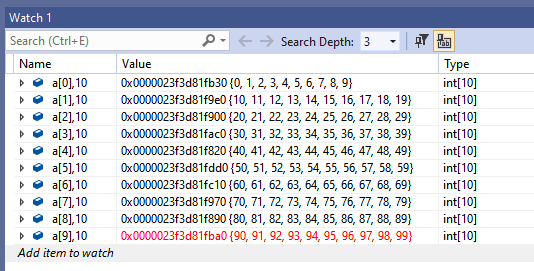 Watch 1
Search (Ctrl+E) Search Depth: 3
Name Value Type
a[0],10 0x0000023f3d81fb30 {0, 1, 2, 3, 4, 5, 6, 7, 8, 9} int[10]
a[1],10 0x0000023f3d81f9e0 {10, 11, 12, 13, 14, 15, 16, 17, 18, 19} int[10]
a[2],10 0x0000023f3d81f900 {20, 21, 22, 23, 24, 25, 26, 27, 28, 29} int[10]
a[3],10 0x0000023f3d81fac0 {30, 31, 32, 33, 34, 35, 36, 37, 38, 39} int[10]
a[4],10 0x0000023f3d81f820 {40, 41, 42, 43, 44, 45, 46, 47, 48, 49} int[10]
a[5],10 0x0000023f3d81fdd0 {50, 51, 52, 53, 54, 55, 56, 57, 58, 59} int[10]
a[6],10 0x0000023f3d81fc10 {60, 61, 62, 63, 64, 65, 66, 67, 68, 69} int[10]
a[7],10 0x0000023f3d81f970 {70, 71, 72, 73, 74, 75, 76, 77, 78, 79} int[10]
a[8],10 0x0000023f3d81f890 {80, 81, 82, 83, 84, 85, 86, 87, 88, 89} int[10]
a[9],10 0x0000023f3d81fba0 {90, 91, 92, 93, 94, 95, 96, 97, 98, 99} int[10]
Add item to watch